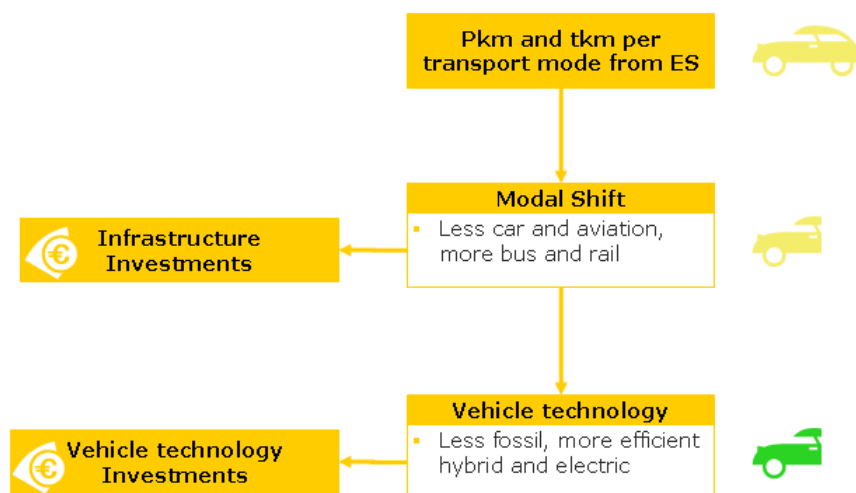 Pkm and tkm per
transport mode from ES
Modal Shift
▪ Less car and aviation,
more bus and rail
Infrastructure
Investments
€
Vehicle technology
▪ Less fossil, more efficient
hybrid and electric
Vehicle technology
Investments
€